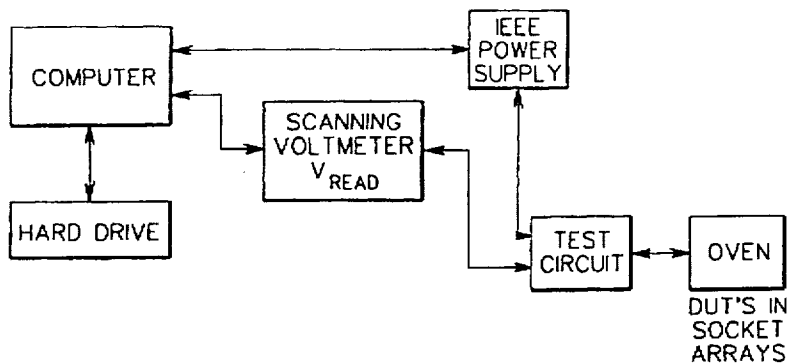 COMPUTER
IEEE
POWER
SUPPLY
SCANNING
VOLTMETER
V READ
HARD DRIVE
TEST
CIRCUIT
OVEN
DUT'S IN
SOCKET
ARRAYS